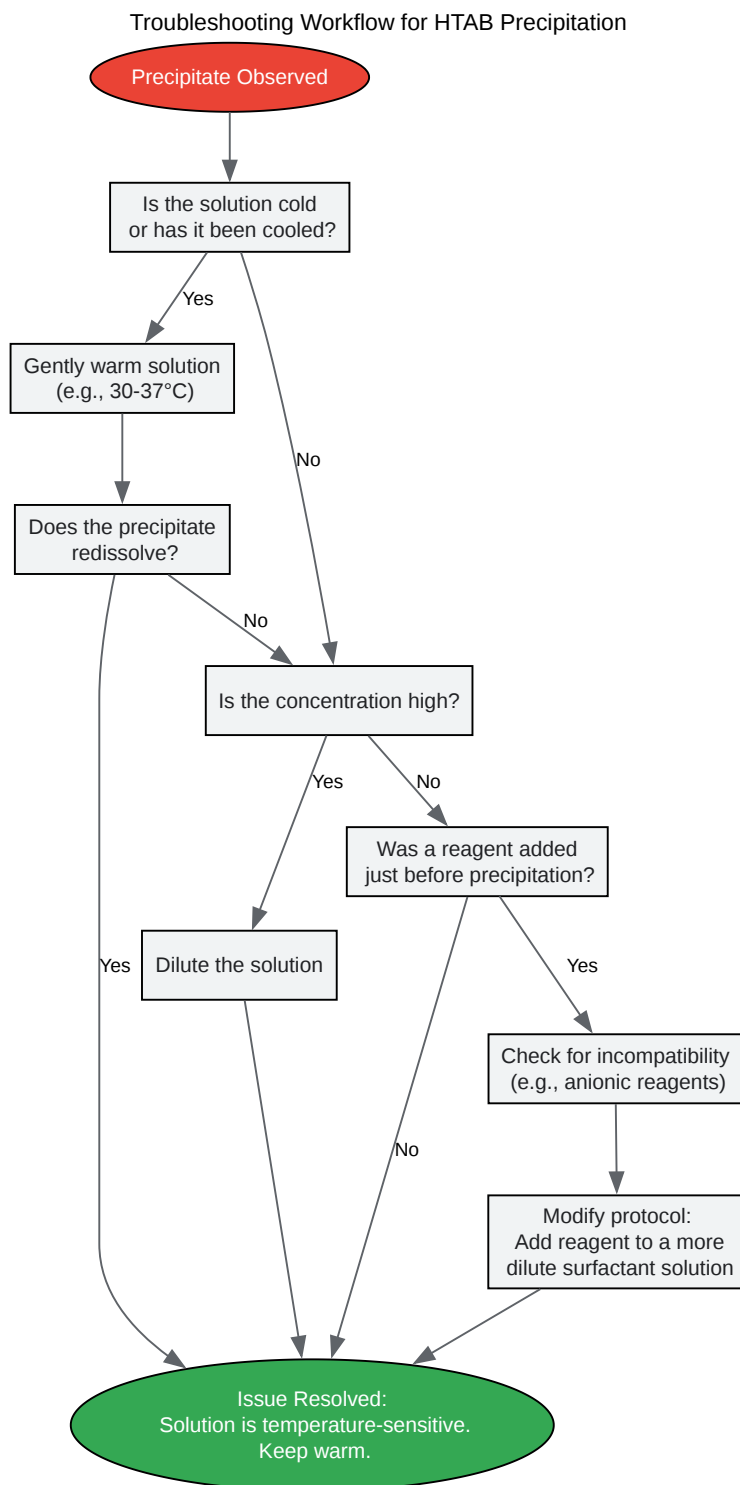 Troubleshooting Workflow for HTAB Precipitation
Precipitate Observed
Is the solution cold
or has it been cooled?
Yes
Gently warm solution
(e.g., 30-37°C)
No
Does the precipitate
redissolve?
No
Is the concentration high?
Yes
No
Was a reagent added
just before precipitation?
Dilute the solution
Yes
Yes
Check for incompatibility
(e.g., anionic reagents)
No
Modify protocol:
Add reagent to a more
dilute surfactant solution
Issue Resolved:
Solution is temperature-sensitive.
Keep warm.